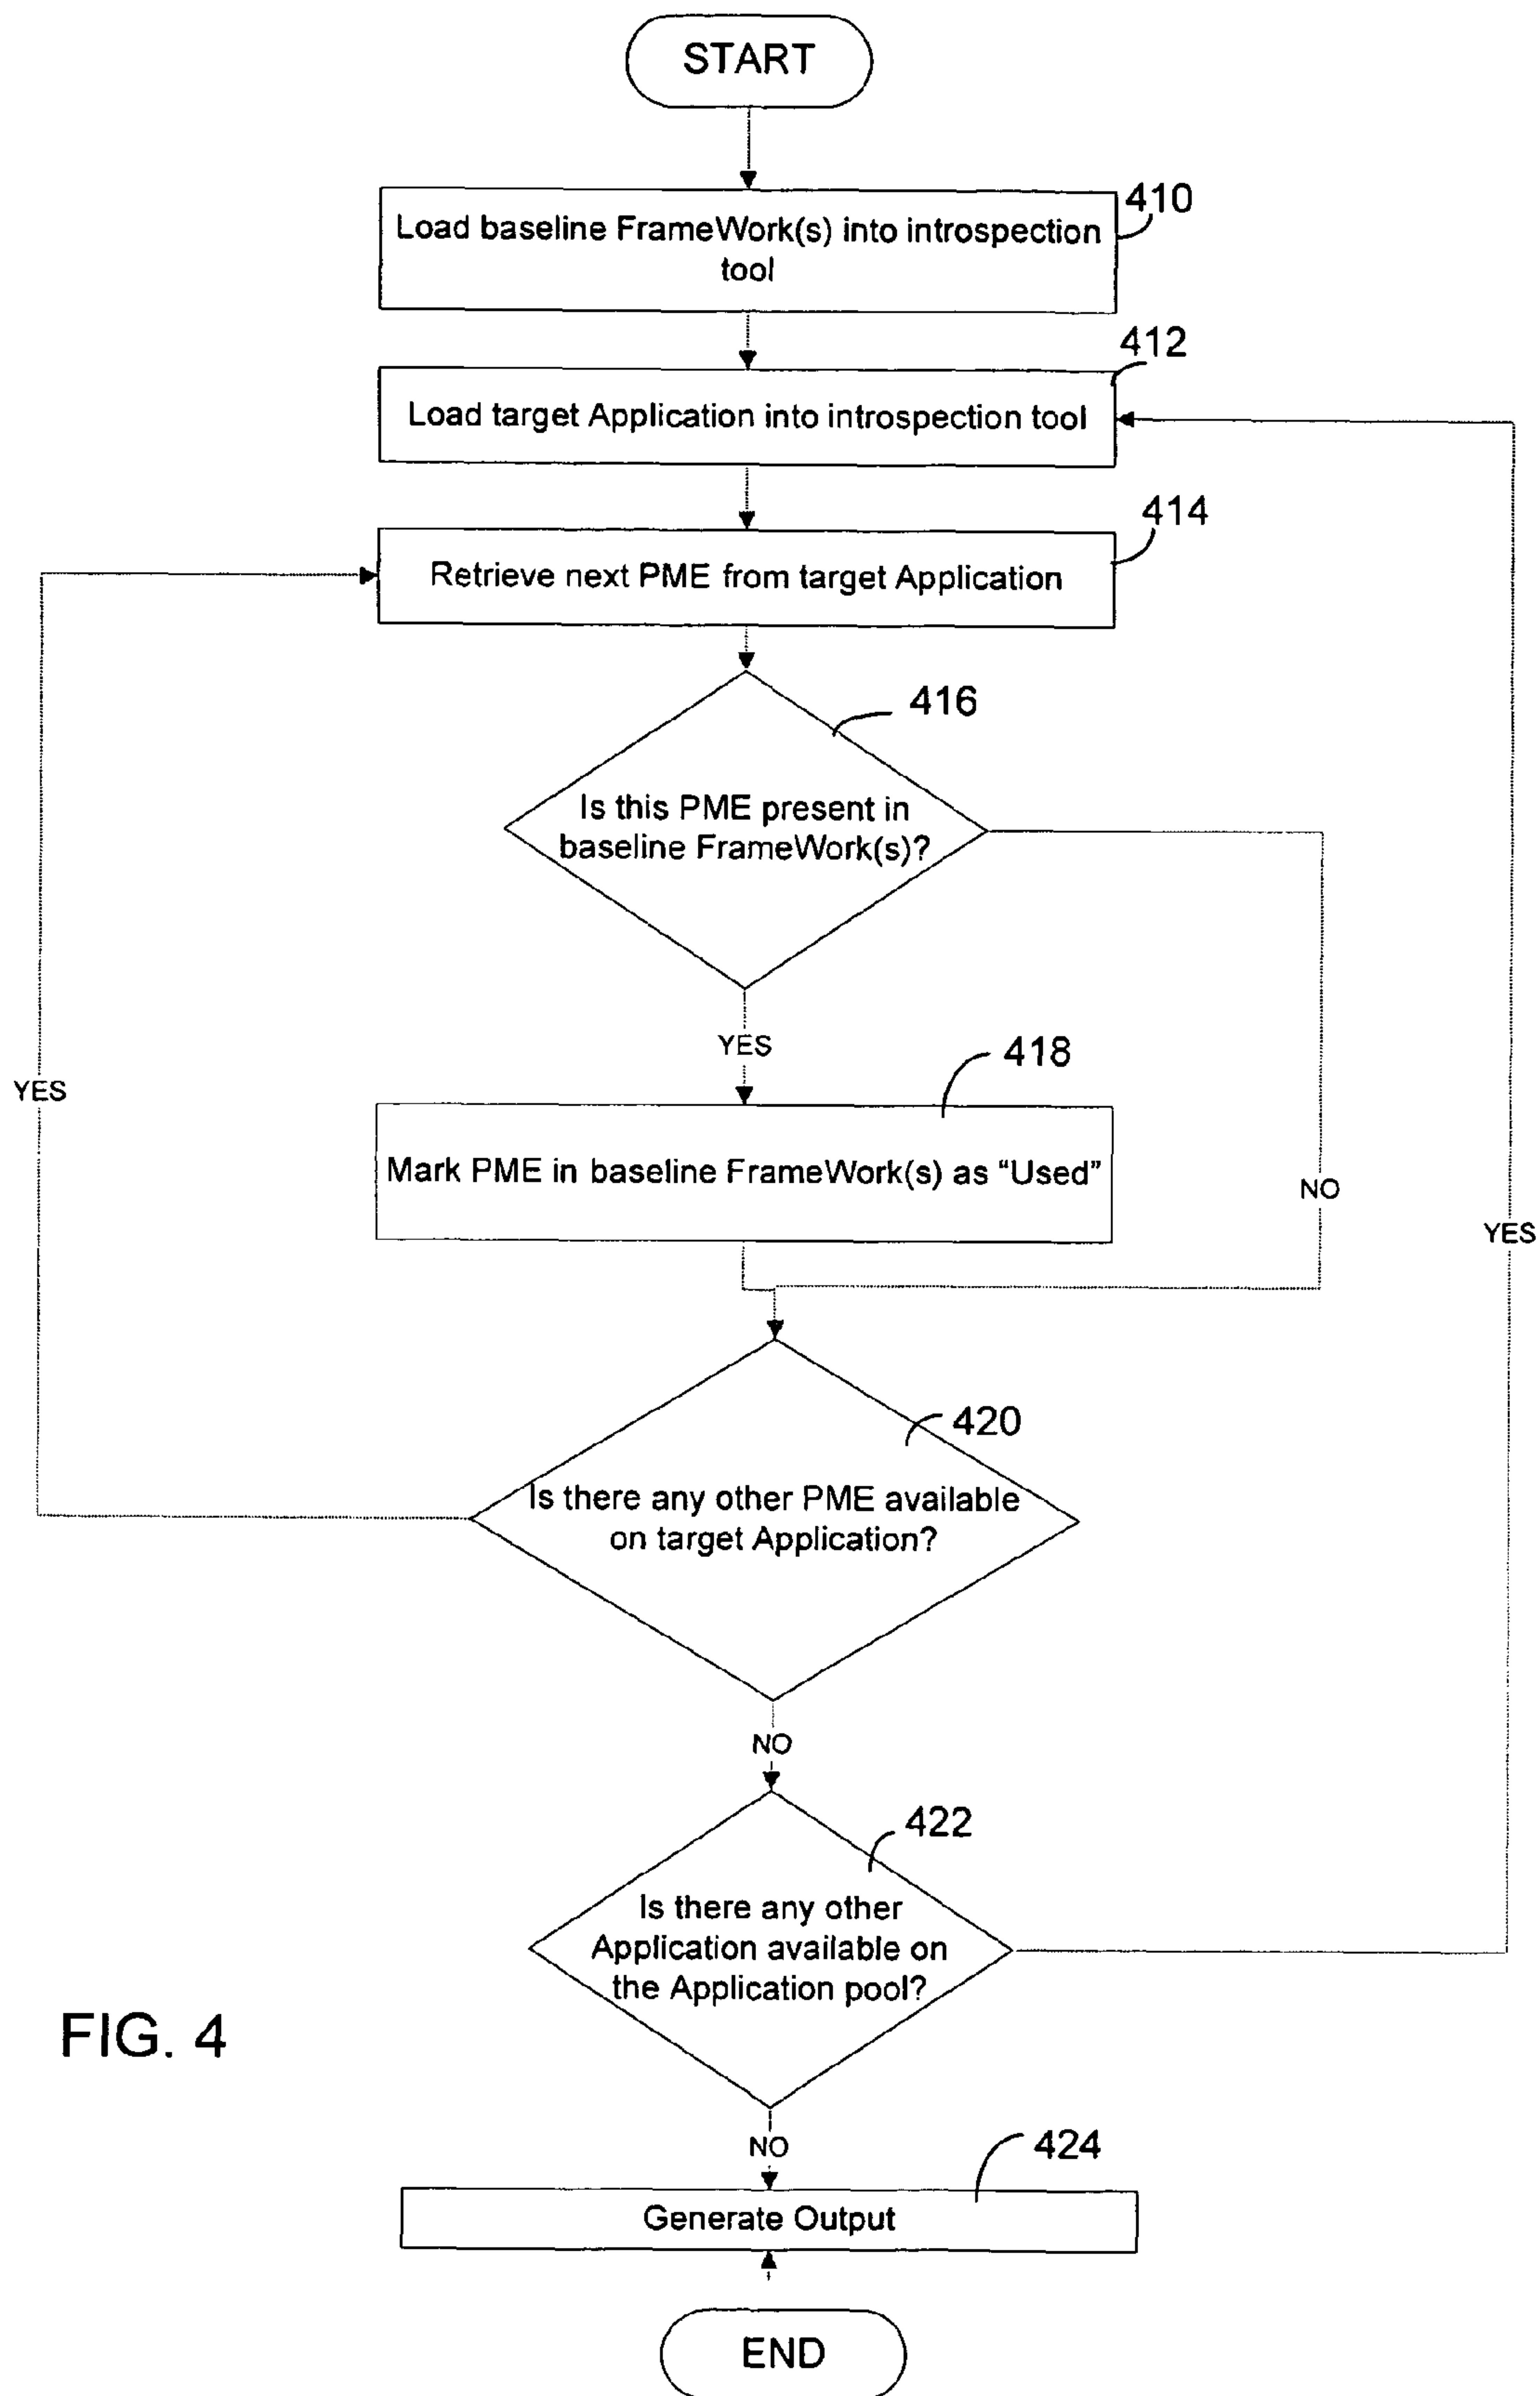 START
410
Load baseline FrameWork(s) into introspection
tool
412
Load target Application into introspection tool
414
Retrieve next PME from target Application
416
Is this PME present in
baseline FrameWork(s)?
YES
418
YES
Mark PME in baseline FrameWork(s) as “Used”
NO
YES
420
Is there any other PME available
on target Application?
NO
422
Is there any other
Application available on
the Application pool?
FIG. 4
NO
424
Generate Output
END